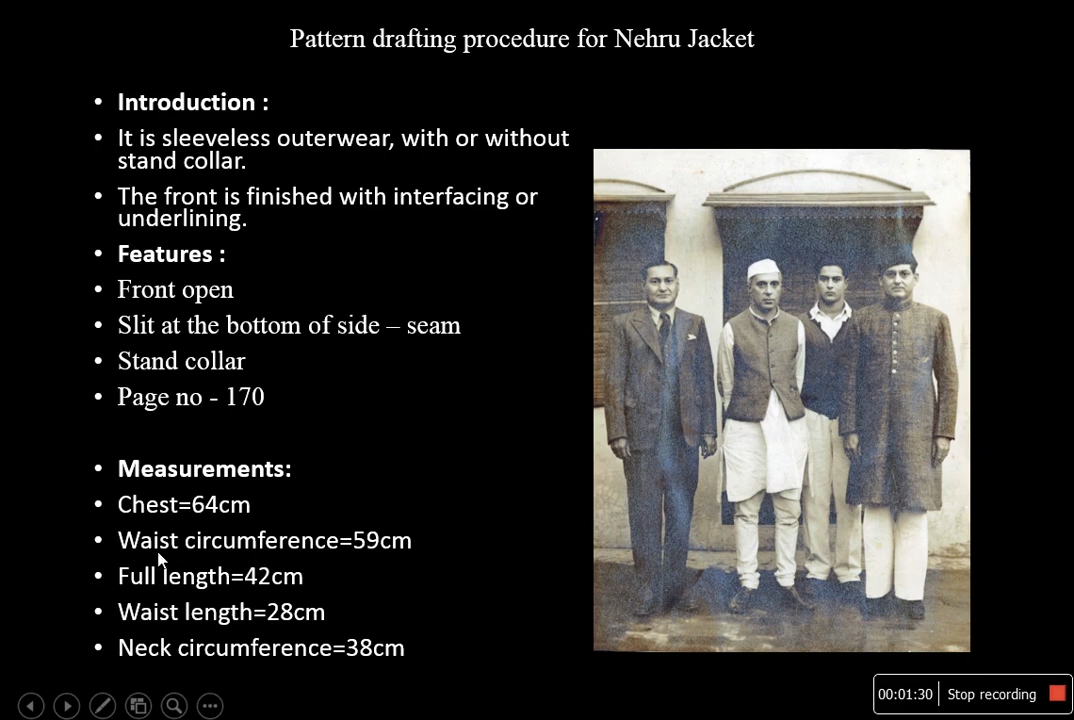 Pattern drafting procedure for Nehru Jacket
• Introduction :
• It is sleeveless outerwear, with or without
stand collar.
• The front is finished with interfacing or
underlining.
• Features :
• Front open
• Slit at the bottom of side – seam
• Stand collar
• Page no - 170
• Measurements:
• Chest=64cm
• Waist circumference=59cm
• Full length=42cm
• Waist length=28cm
• Neck circumference=38cm
00:01:30 Stop recording